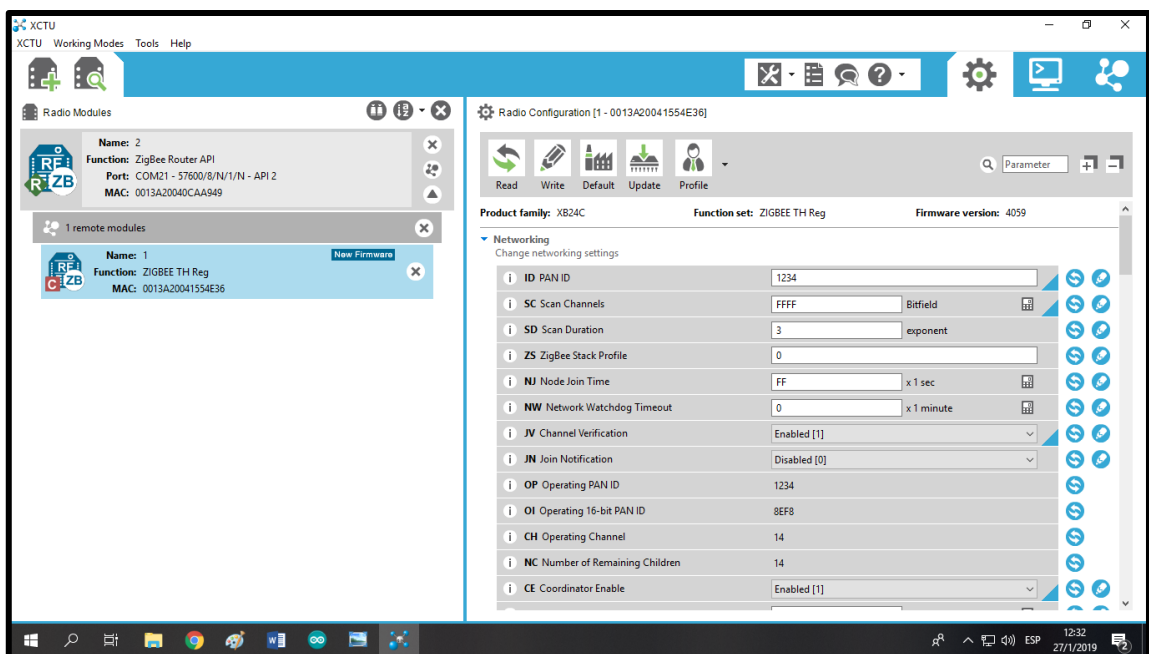 XCTU
XCTU Working Modes Tools Help
Radio Modules
Name: 2
Function: ZigBee Router API
Port: COM21 - 57600/8/N/1/N - API 2
MAC: 0013A20040CAA949
RF
R ZB
1 remote modules
Name: 1
New Firmware
Function: ZIGBEE TH Reg
MAC: 0013A20041554E36
RF
C ZB
Radio Configuration [1 - 0013A20041554E36]
Read Write Default Update Profile
Parameter
Product family: XB24C Function set: ZIGBEE TH Reg Firmware version: 4059
Networking
Change networking settings
i ID PAN ID 1234
i SC Scan Channels FFFF Bitfield
i SD Scan Duration 3 exponent
i ZS ZigBee Stack Profile 0
i NJ Node Join Time FF x 1 sec
i NW Network Watchdog Timeout 0 x 1 minute
i JV Channel Verification Enabled [1]
i JN Join Notification Disabled [0]
i OP Operating PAN ID 1234
i OI Operating 16-bit PAN ID 8EF8
i CH Operating Channel 14
i NC Number of Remaining Children 14
i CE Coordinator Enable Enabled [1]
ESP
12:32
27/1/2019